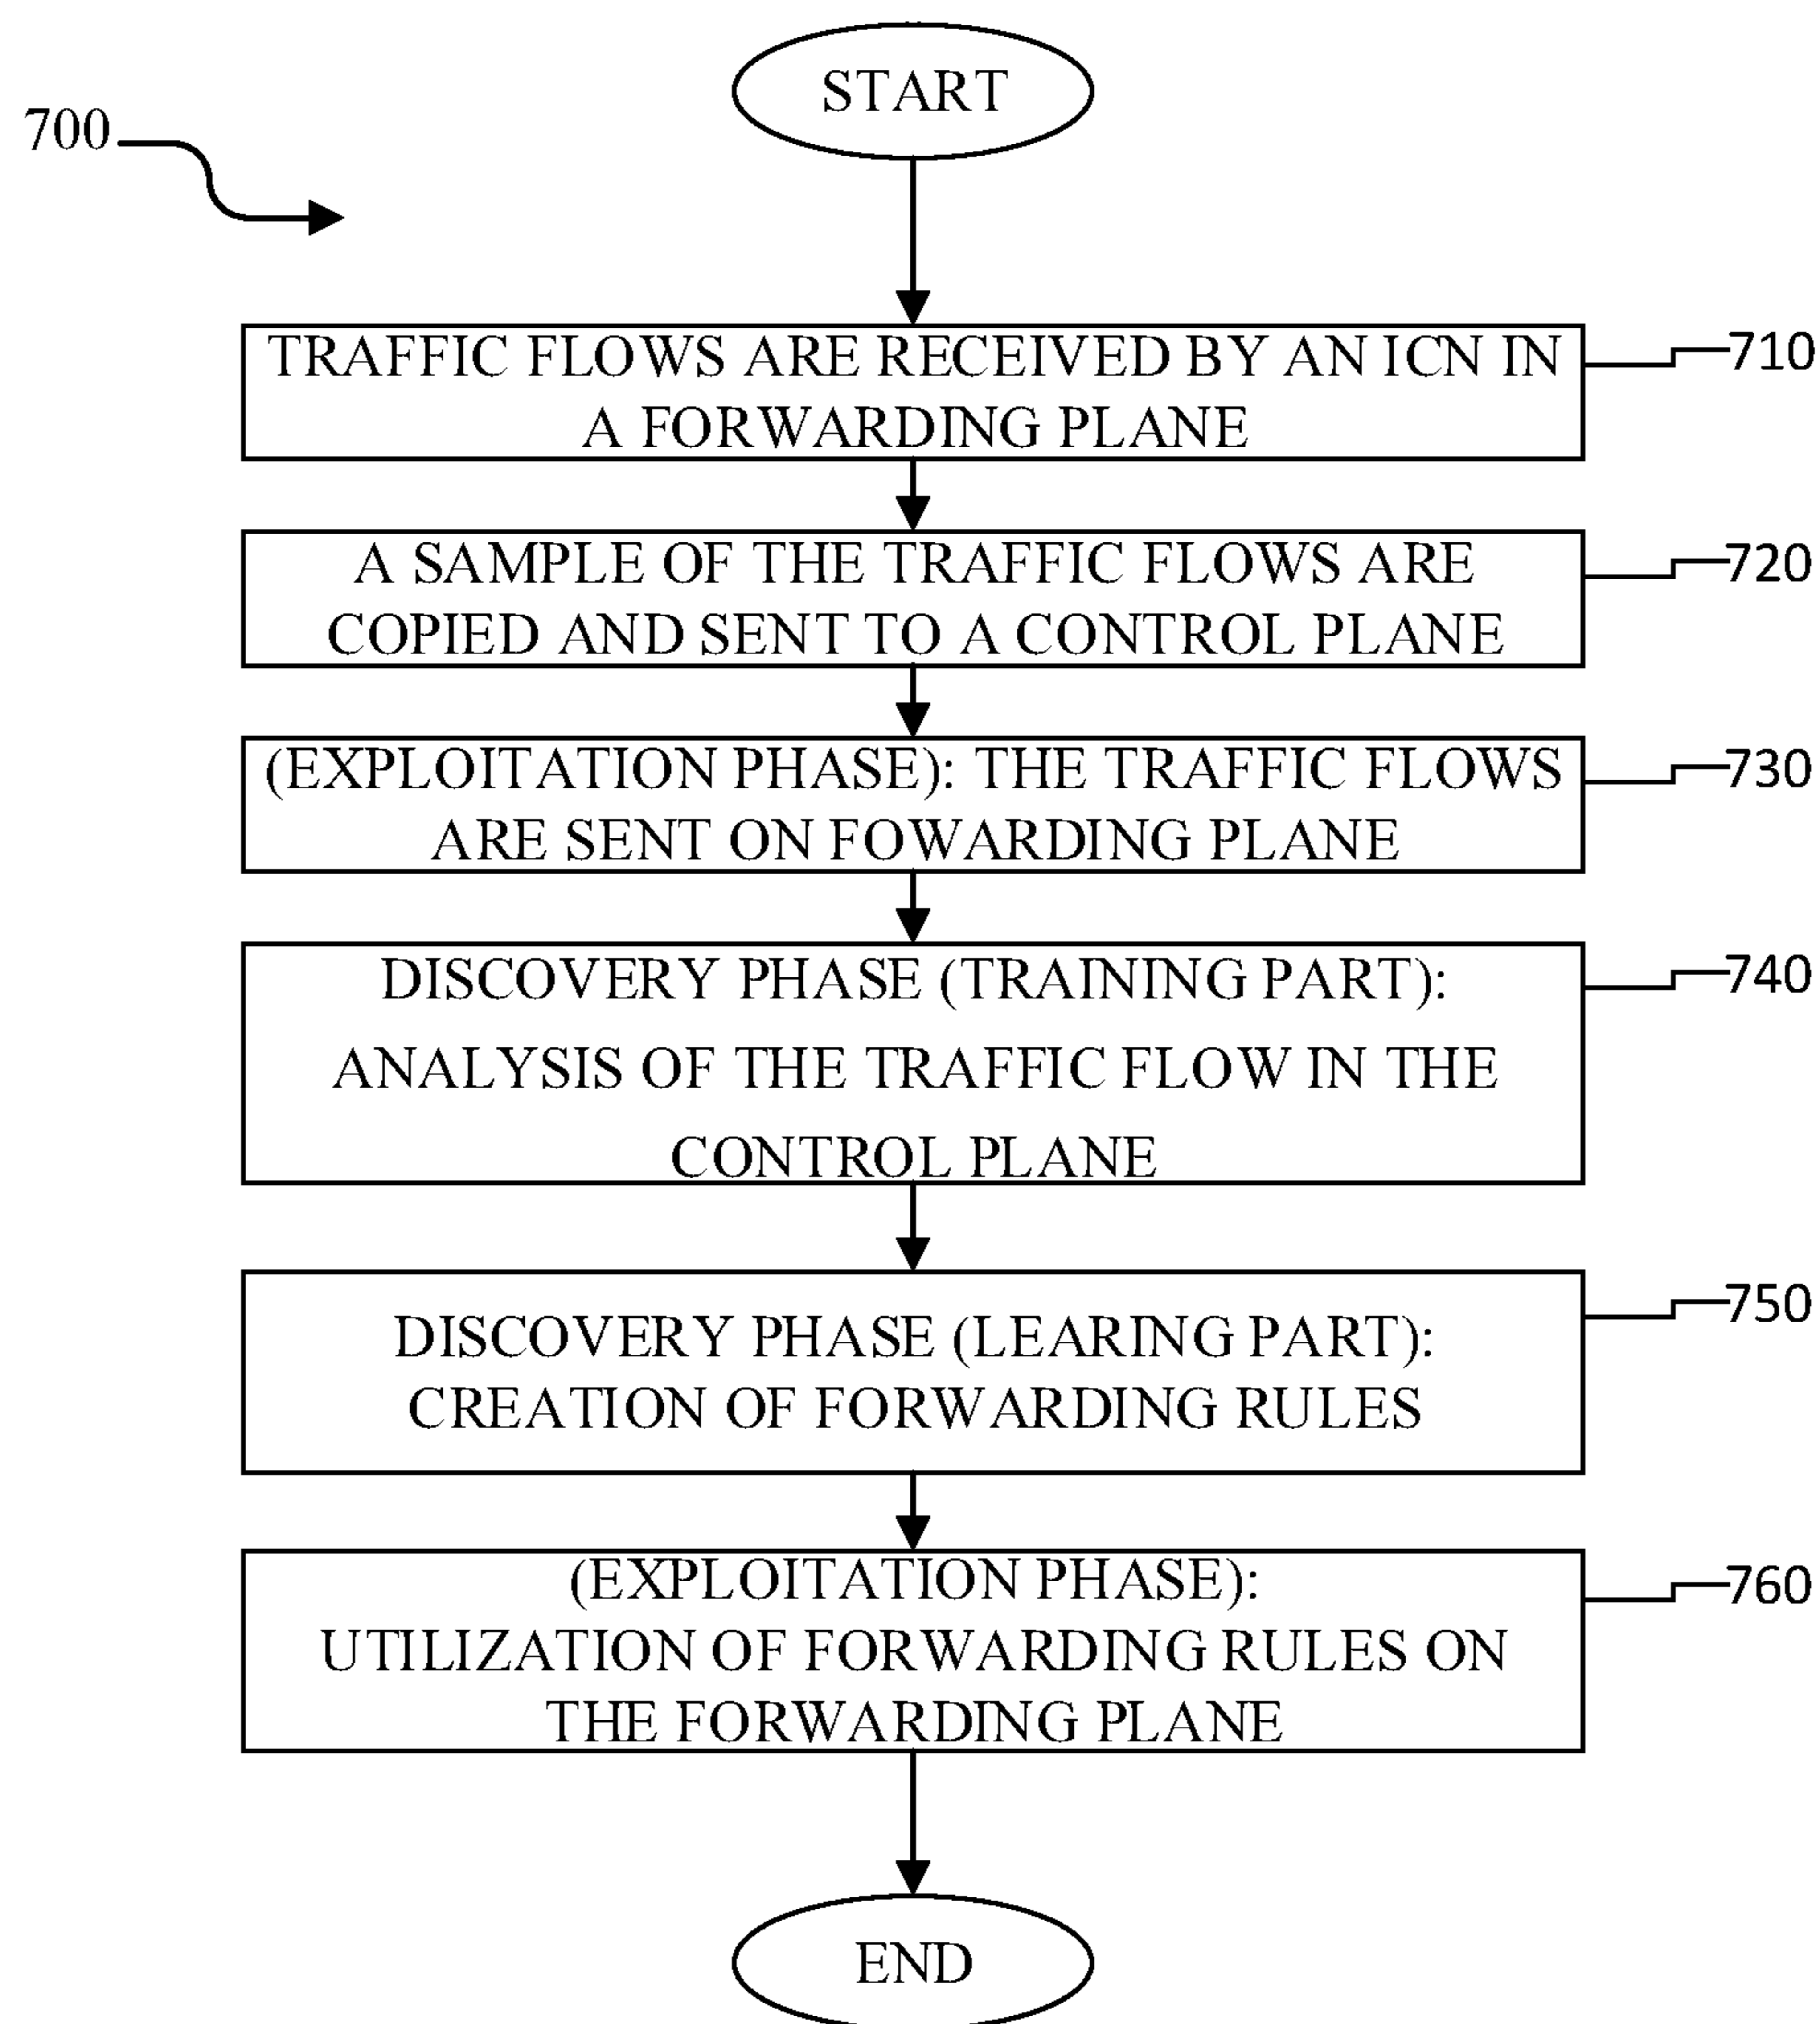 START
700
TRAFFIC FLOWS ARE RECEIVED BY AN ICN IN
A FORWARDING PLANE
710
A SAMPLE OF THE TRAFFIC FLOWS ARE
COPIED AND SENT TO A CONTROL PLANE
720
(EXPLOITATION PHASE): THE TRAFFIC FLOWS
ARE SENT ON FOWARDING PLANE
730
DISCOVERY PHASE (TRAINING PART):
ANALYSIS OF THE TRAFFIC FLOW IN THE
CONTROL PLANE
740
DISCOVERY PHASE (LEARING PART):
CREATION OF FORWARDING RULES
750
(EXPLOITATION PHASE):
UTILIZATION OF FORWARDING RULES ON
THE FORWARDING PLANE
760
END